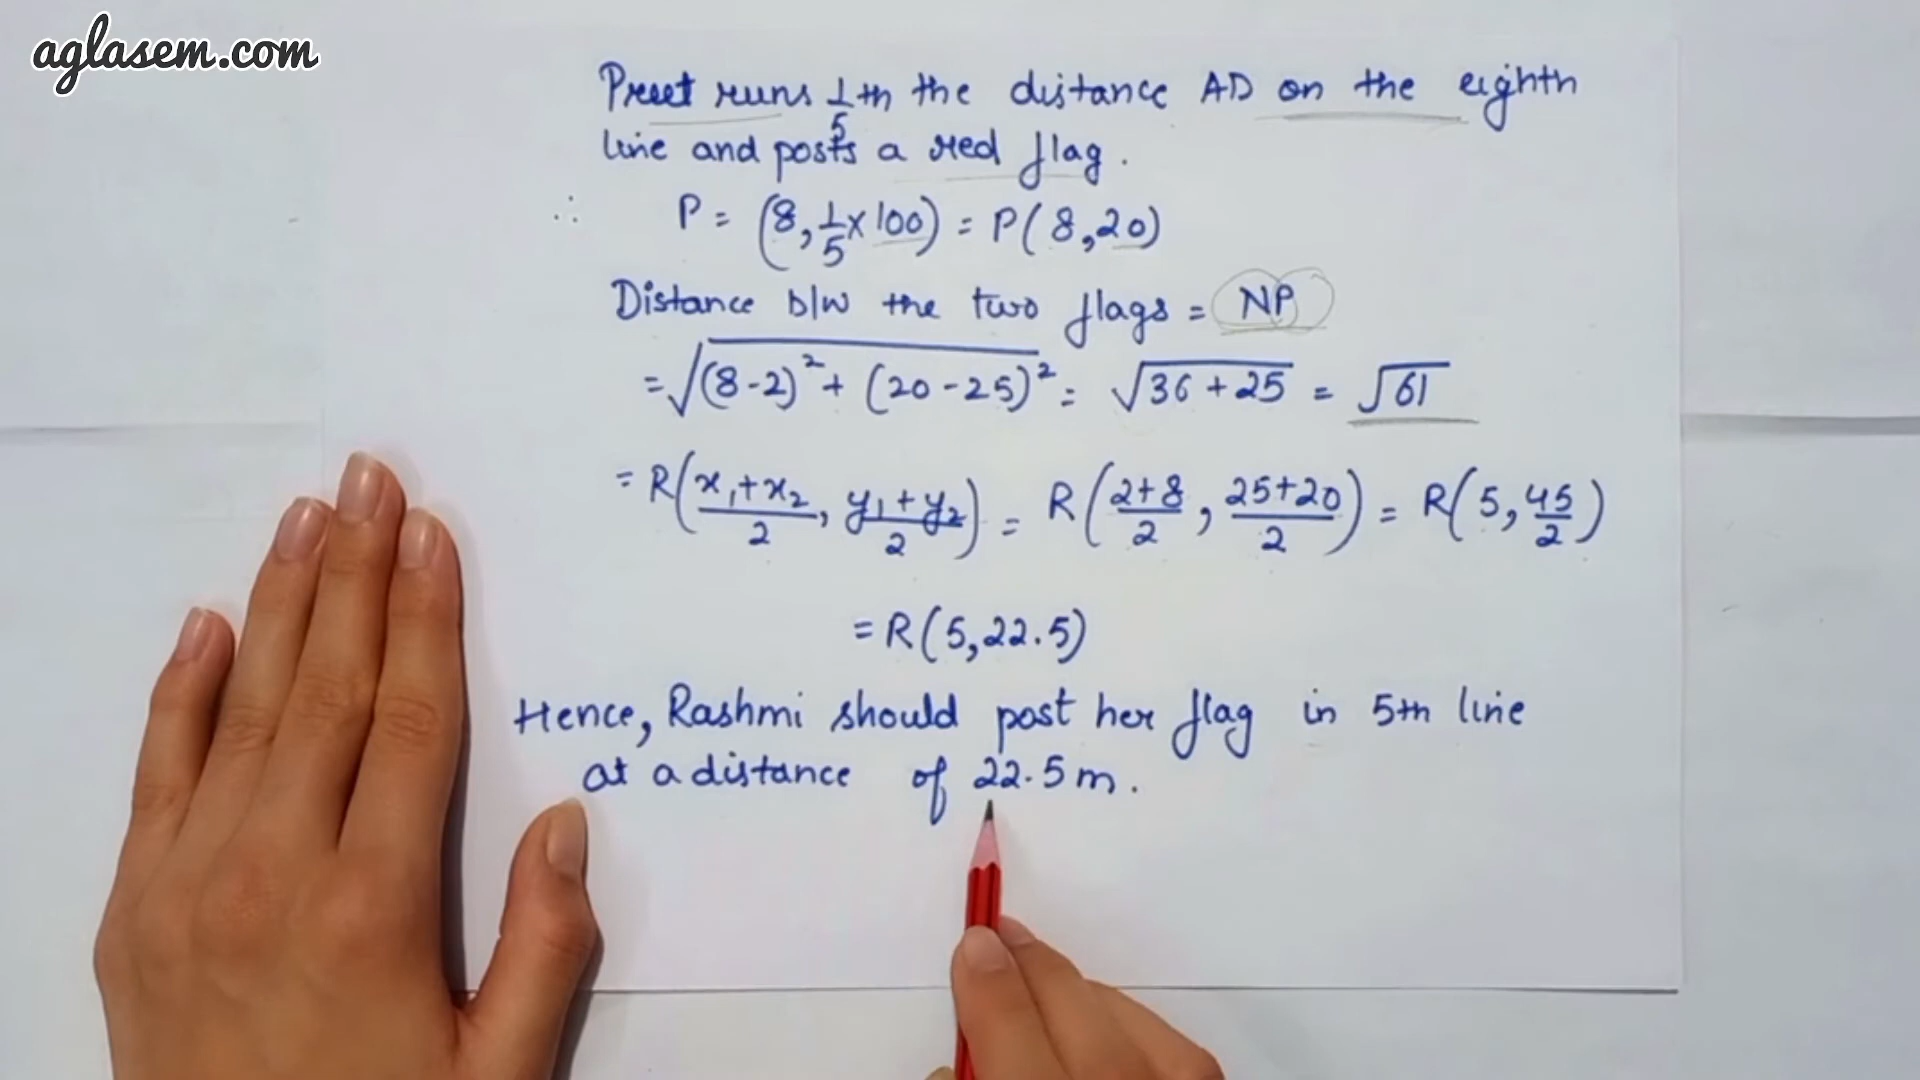 aglasem.com
Preet runs 1/5 th the distance AD on the eighth
line and posts a red flag.
∴ P = (8, 1/5 × 100) = P(8, 20)
Distance b/w the two flags = NP
= √((8-2)² + (20-25)²) = √(36+25) = √61
= R((x₁+x₂)/2, (y₁+y₂)/2) = R((2+8)/2, (25+20)/2) = R(5, 45/2)
= R(5, 22.5)
Hence, Rashmi should post her flag in 5th line
at a distance of 22.5 m.